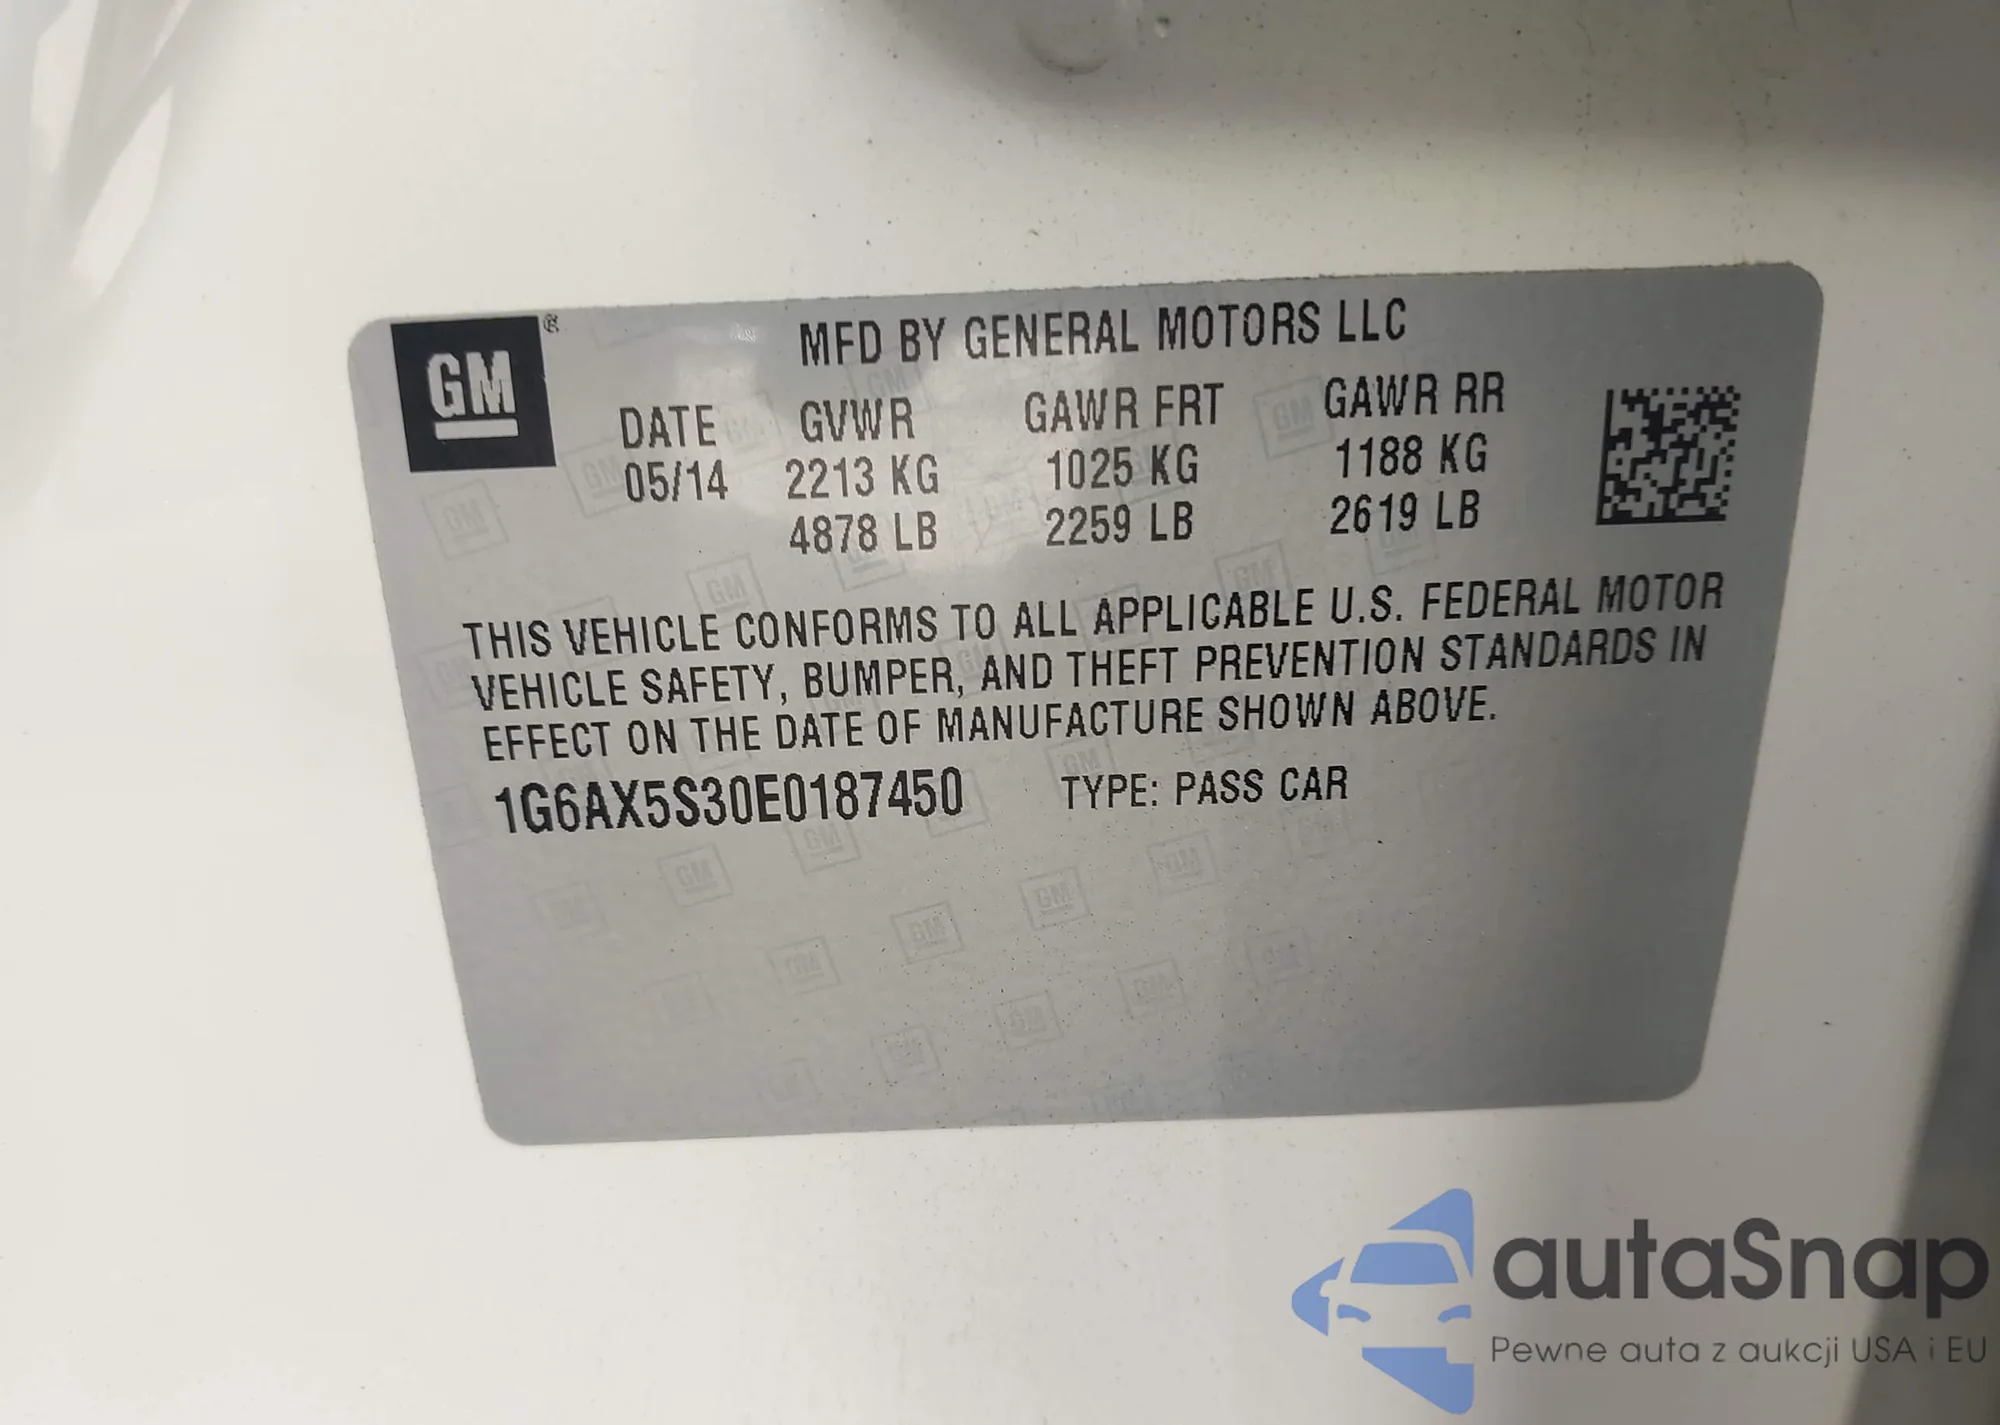 GM ®
MFD BY GENERAL MOTORS LLC
DATE GVWR GAWR FRT GAWR RR
05/14 2213 KG 1025 KG 1188 KG
4878 LB 2259 LB 2619 LB
THIS VEHICLE CONFORMS TO ALL APPLICABLE U.S. FEDERAL MOTOR
VEHICLE SAFETY, BUMPER, AND THEFT PREVENTION STANDARDS IN
EFFECT ON THE DATE OF MANUFACTURE SHOWN ABOVE.
1G6AX5S30E0187450 TYPE: PASS CAR
autaSnap
Pewne auta z aukcji USA i EU